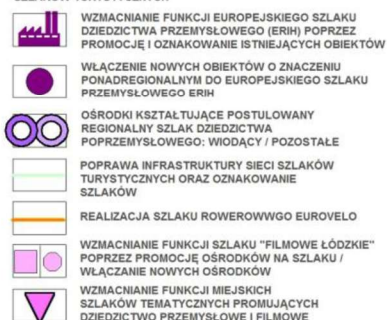 WZMACNIANIE FUNKCJI EUROPEJSKIEGO SZLAKU
DZIEDZICTWA PRZEMYSŁOWEGO (ERIH) POPRZEZ
PROMOCJĘ I OZNAKOWANIE ISTNIEJĄCYCH OBIEKTÓW
WŁĄCZENIE NOWYCH OBIEKTÓW O ZNACZENIU
PONADREGIONALNYM DO EUROPEJSKIEGO SZLAKU
PRZEMYSŁOWEGO ERIH
OŚRODKI KSZTAŁTUJĄCE POSTULOWANY
REGIONALNY SZLAK DZIEDZICTWA
POPRZEMYSŁOWEGO: WIODĄCY / POZOSTAŁE
POPRAWA INFRASTRUKTURY SIECI SZLAKÓW
TURYSTYCZNYCH ORAZ OZNAKOWANIE
SZLAKÓW
REALIZACJA SZLAKU ROWEROWWGO EUROVELO
WZMACNIANIE FUNKCJI SZLAKU "FILMOWE ŁÓDZKIE"
POPRZEZ PROMOCJĘ OŚRODKÓW NA SZLAKU /
WŁĄCZANIE NOWYCH OŚRODKÓW
WZMACNIANIE FUNKCJI MIEJSKICH
SZLAKÓW TEMATYCZNYCH PROMUJĄCYCH
DZIEDZICTWO PRZEMYSŁOWE I FILMOWE